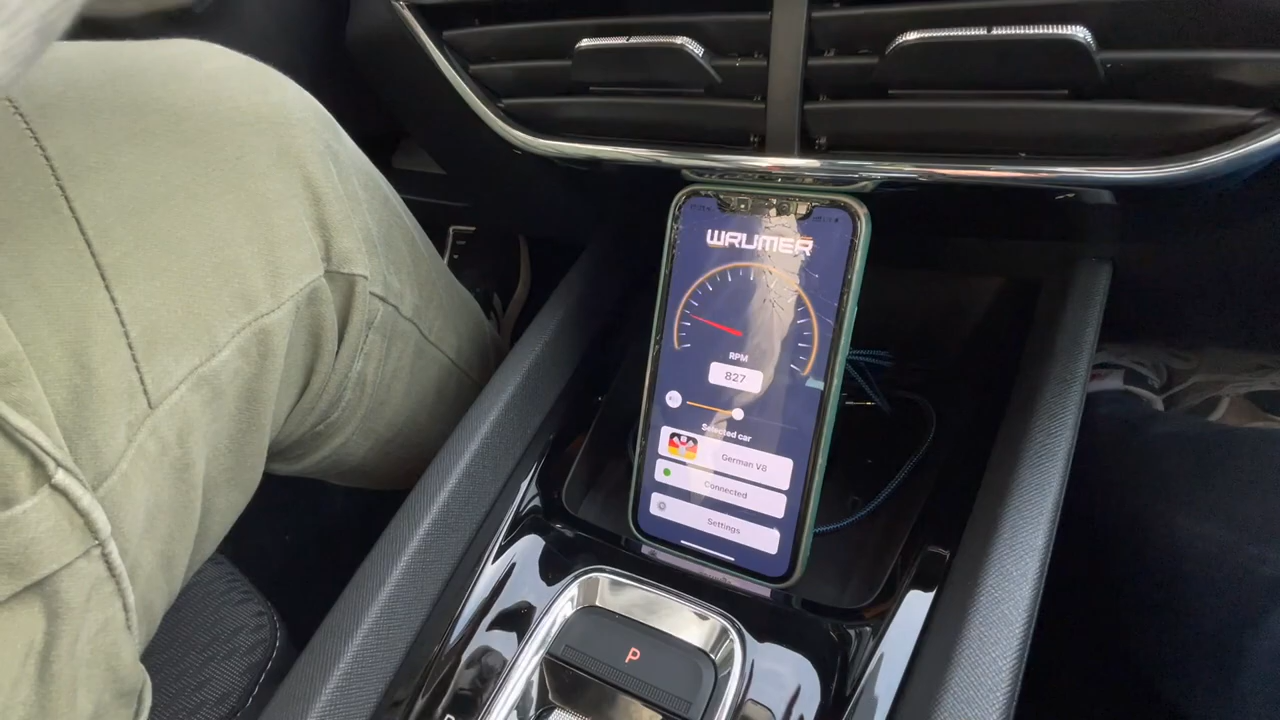 WRUMER
RPM
827
Selected car
German V8
Connected
Settings
P